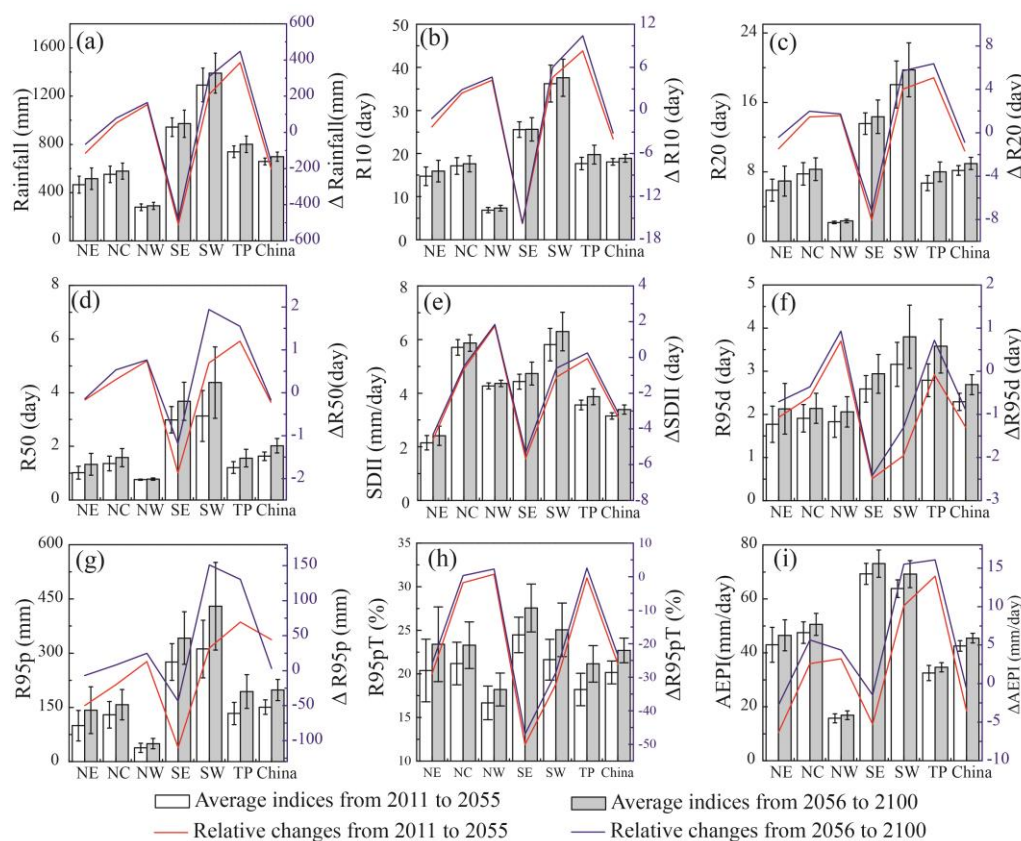 (a)
Rainfall (mm)
1600
1200
800
400
0
Δ Rainfall(mm)
600
400
200
0
-200
-400
-600
NE NC NW SE SW TP China
(b)
R10 (day)
50
40
30
20
10
0
Δ R10 (day)
12
6
0
-6
-12
-18
NE NC NW SE SW TP China
(c)
R20 (day)
24
18
12
6
0
Δ R20 (day)
8
4
0
-4
-8
NE NC NW SE SW TP China
(d)
R50 (day)
8
6
4
2
0
ΔR50(day)
2
1
0
-1
-2
NE NC NW SE SW TP China
(e)
SDII (mm/day)
8
6
4
2
0
ΔSDII (day)
4
2
0
-2
-4
-6
-8
NE NC NW SE SW TP China
(f)
R95d (day)
5
4
3
2
1
0
ΔR95d (day)
2
1
0
-1
-2
-3
NE NC NW SE SW TP China
(g)
R95p (mm)
600
450
300
150
0
Δ R95p (mm)
150
100
50
0
-50
-100
NE NC NW SE SW TP China
(h)
R95pT (%)
35
30
25
20
15
10
ΔR95pT (%)
10
0
-10
-20
-30
-40
-50
NE NC NW SE SW TP China
(i)
AEPI(mm/day)
80
60
40
20
0
ΔAEPI (mm/day)
15
10
5
0
-5
-10
NE NC NW SE SW TP China
Average indices from 2011 to 2055
Average indices from 2056 to 2100
Relative changes from 2011 to 2055
Relative changes from 2056 to 2100